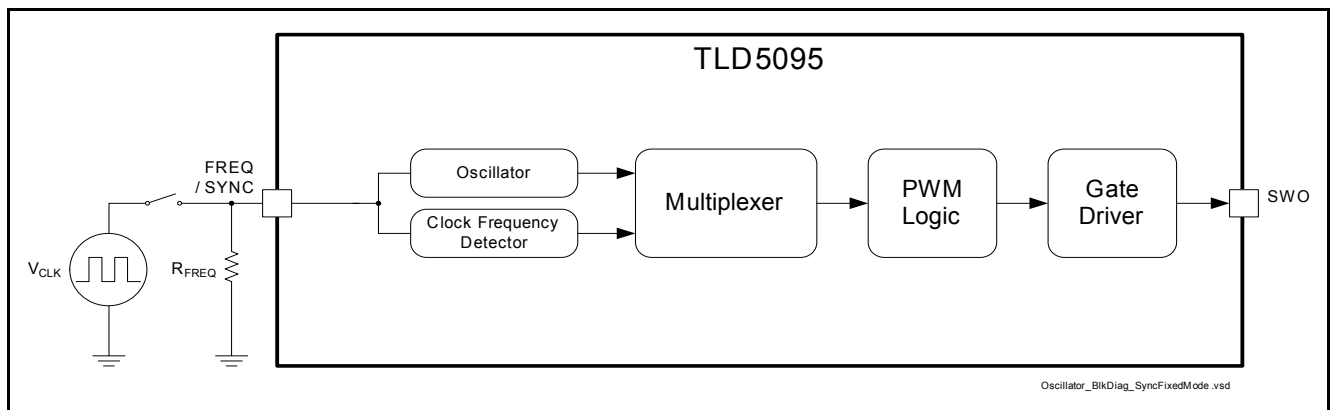 TLD5095
FREQ
/ SYNC
Oscillator
Clock Frequency
Detector
Multiplexer
PWM
Logic
Gate
Driver
SWO
VCLK
RFREQ
Oscillator_BlkDiag_SyncFixedMode .vsd